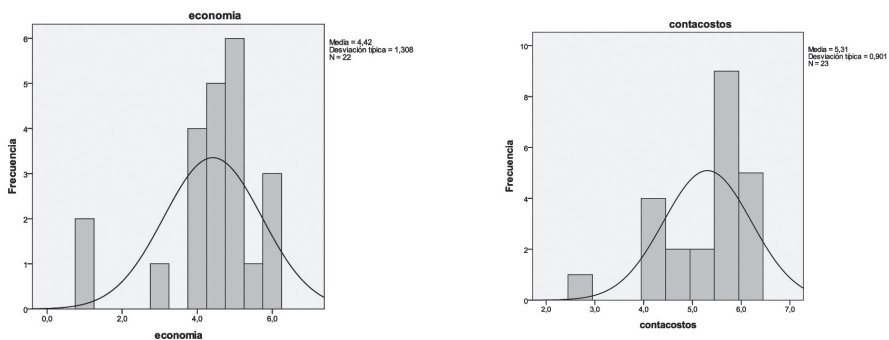 economia
Media = 4,42
Desviación típica = 1,308
N = 22
Frecuencia
6
5
4
3
2
1
0
0,0 2,0 4,0 6,0
economia
contacostos
Media = 5,31
Desviación típica = 0,901
N = 23
Frecuencia
10
8
6
4
2
0
2,0 3,0 4,0 5,0 6,0 7,0
contacostos